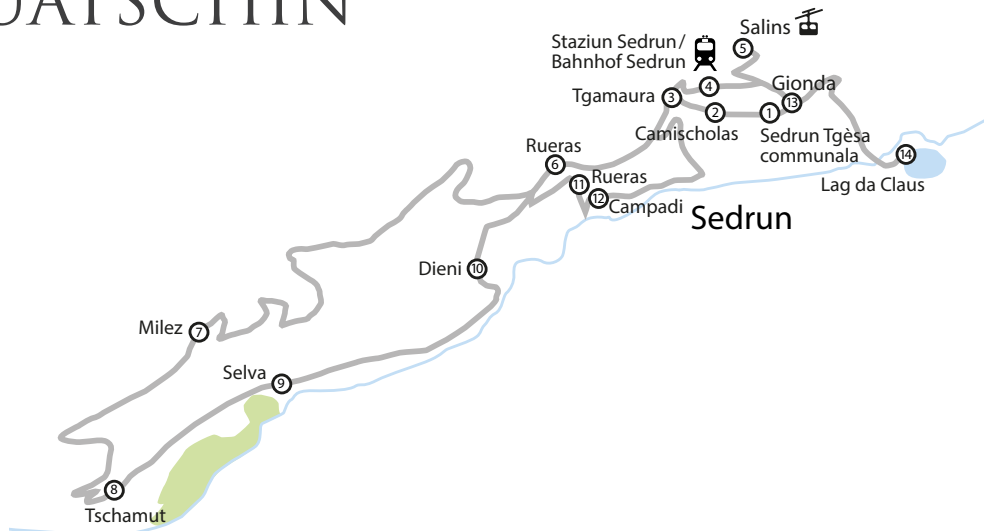 UATSCHIN
Salins
5
Staziun Sedrun/
Bahnhof Sedrun
4
Gionda
13
Tgamaura
3
2
1
Camischolas
Sedrun Tgèsa
communala
14
Lag da Claus
Rueras
6
11
Rueras
12
Campadi
Sedrun
Dieni
10
Milez
7
Selva
9
8
Tschamut